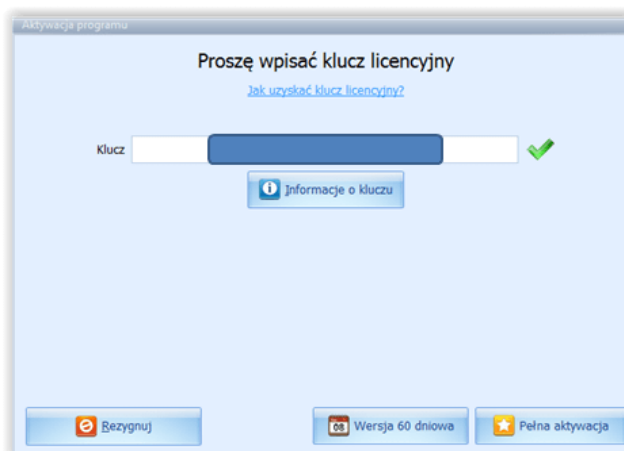 Aktywacja programu
Proszę wpisać klucz licencyjny
Jak uzyskać klucz licencyjny?
Klucz
Informacje o kluczu
Rezygnuj
08
Wersja 60 dniowa
Pełna aktywacja